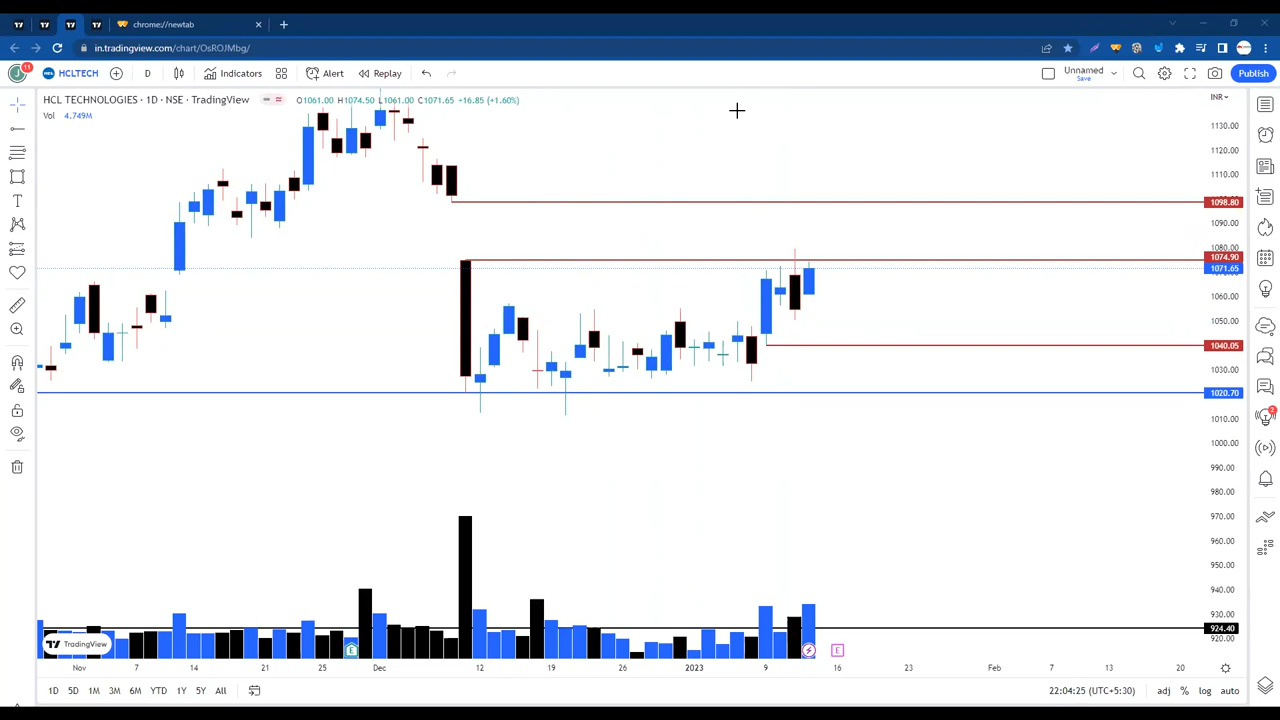 chrome://newtab
in.tradingview.com/chart/OsROJMbg/
11
HCL HCLTECH D Indicators Alert Replay Unnamed Save Publish
HCL TECHNOLOGIES · 1D · NSE · TradingView O1061.00 H1074.50 L1061.00 C1071.65 +16.85 (+1.60%) INR
Vol 4.749M
1130.00
1120.00
1110.00
1098.80
1090.00
1080.00
1074.90
1071.65
1060.00
1050.00
1040.05
1030.00
1020.70
1010.00
1000.00
990.00
980.00
970.00
960.00
950.00
940.00
930.00
924.40
920.00
TradingView
E E
Nov 7 14 21 25 Dec 12 19 26 2023 9 16 23 Feb 7 13 20
1D 5D 1M 3M 6M YTD 1Y 5Y All 22:04:25 (UTC+5:30) adj % log auto